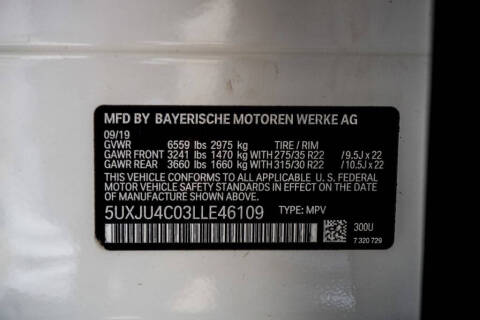 MFD BY BAYERISCHE MOTOREN WERKE AG
09/19
GVWR 6559 lbs 2975 kg TIRE / RIM
GAWR FRONT 3241 lbs 1470 kg WITH 275/35 R22 /9.5J x 22
GAWR REAR 3660 lbs 1660 kg WITH 315/30 R22 /10.5J x 22
THIS VEHICLE CONFORMS TO ALL APPLICABLE U. S. FEDERAL
MOTOR VEHICLE SAFETY STANDARDS IN EFFECT ON THE DATE
OF MANUFACTURE SHOWN ABOVE.
5UXJU4C03LLE46109 TYPE: MPV
300U
7 320 729